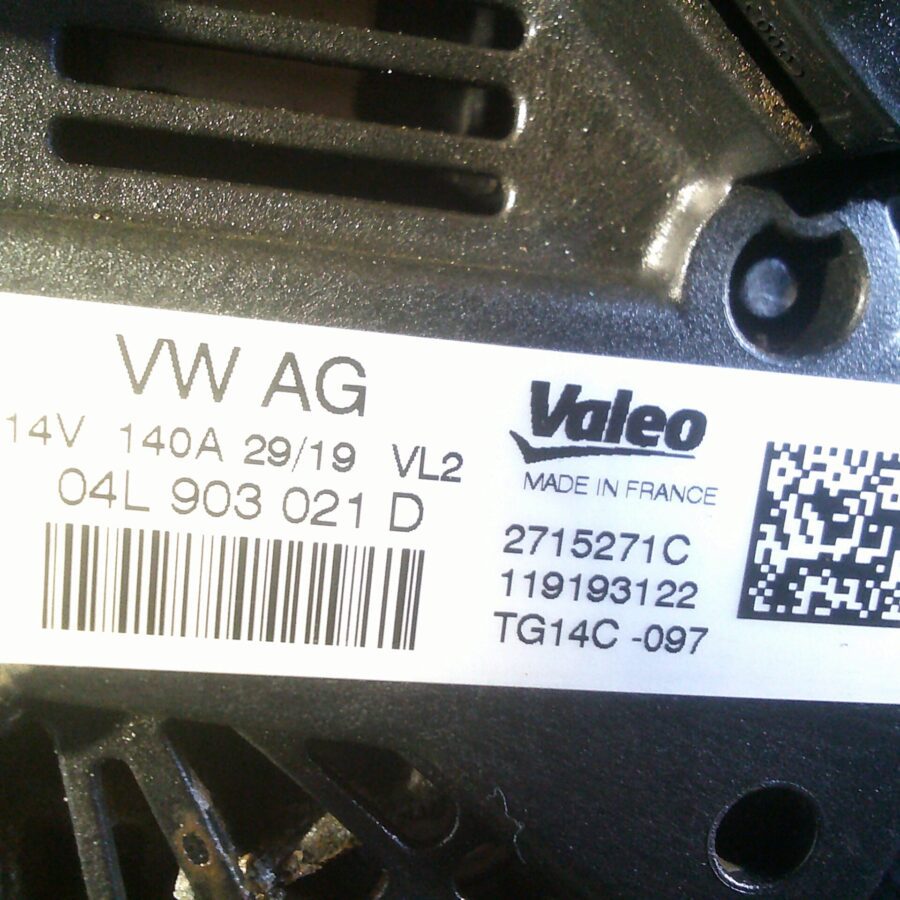 VW AG
14V 140A 29/19 VL2
04L 903 021 D
Valeo
MADE IN FRANCE
2715271C
119193122
TG14C -097